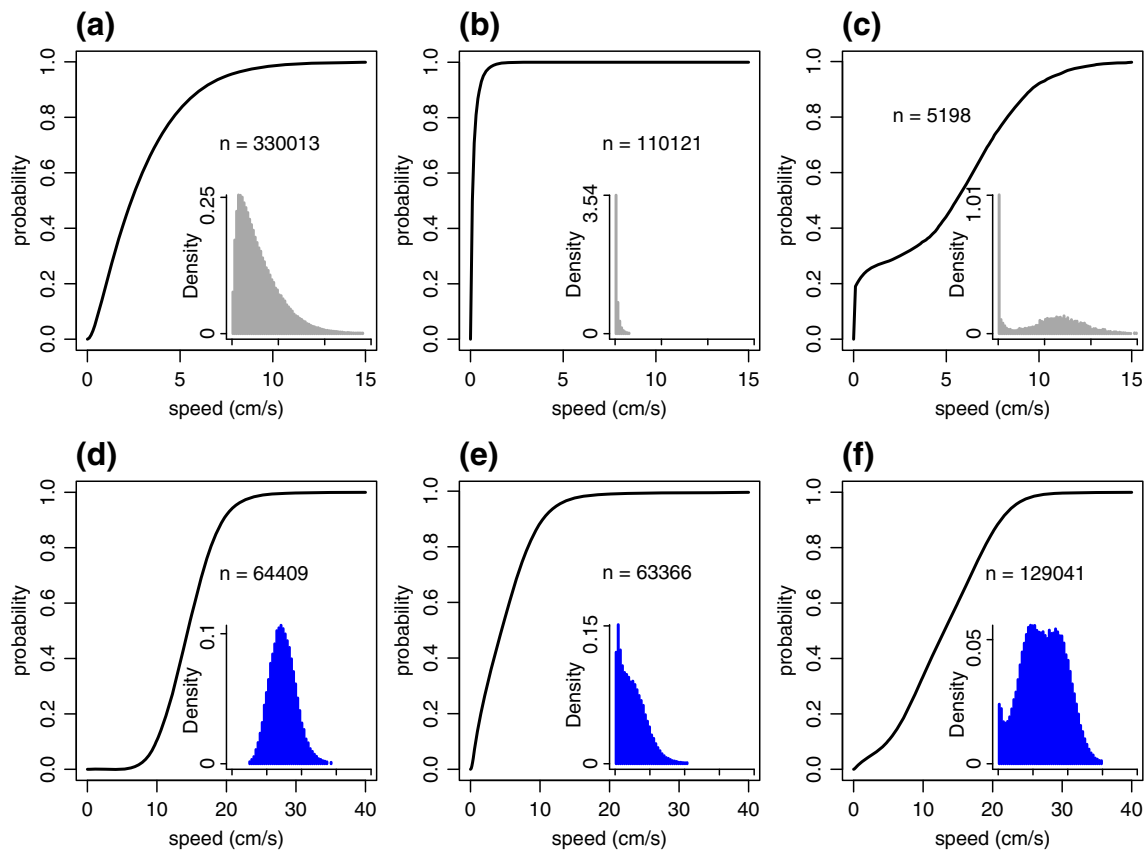 (a)
probability
0.0 0.2 0.4 0.6 0.8 1.0
n = 330013
Density
0 0.25
0 5 10 15
speed (cm/s)
(b)
probability
0.0 0.2 0.4 0.6 0.8 1.0
n = 110121
Density
0 3.54
0 5 10 15
speed (cm/s)
(c)
probability
0.0 0.2 0.4 0.6 0.8 1.0
n = 5198
Density
0 1.01
0 5 10 15
speed (cm/s)
(d)
probability
0.0 0.2 0.4 0.6 0.8 1.0
n = 64409
Density
0 0.1
0 10 20 30 40
speed (cm/s)
(e)
probability
0.0 0.2 0.4 0.6 0.8 1.0
n = 63366
Density
0 0.15
0 10 20 30 40
speed (cm/s)
(f)
probability
0.0 0.2 0.4 0.6 0.8 1.0
n = 129041
Density
0 0.05
0 10 20 30 40
speed (cm/s)